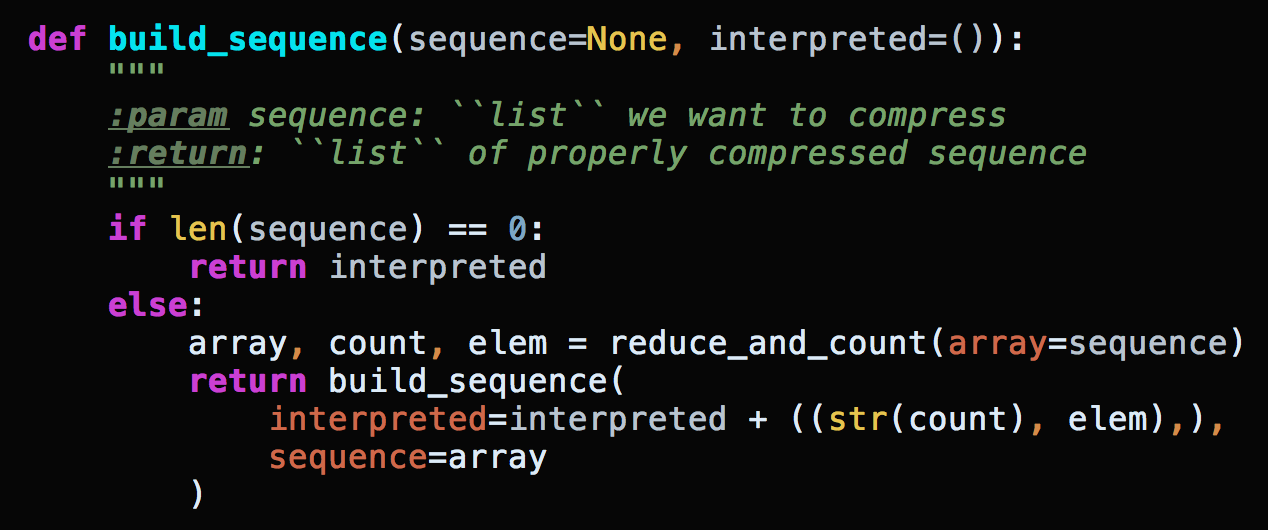 def build_sequence(sequence=None, interpreted=()):
    """
    :param sequence: ``list`` we want to compress
    :return: ``list`` of properly compressed sequence
    """
    if len(sequence) == 0:
        return interpreted
    else:
        array, count, elem = reduce_and_count(array=sequence)
        return build_sequence(
            interpreted=interpreted + ((str(count), elem),),
            sequence=array
        )